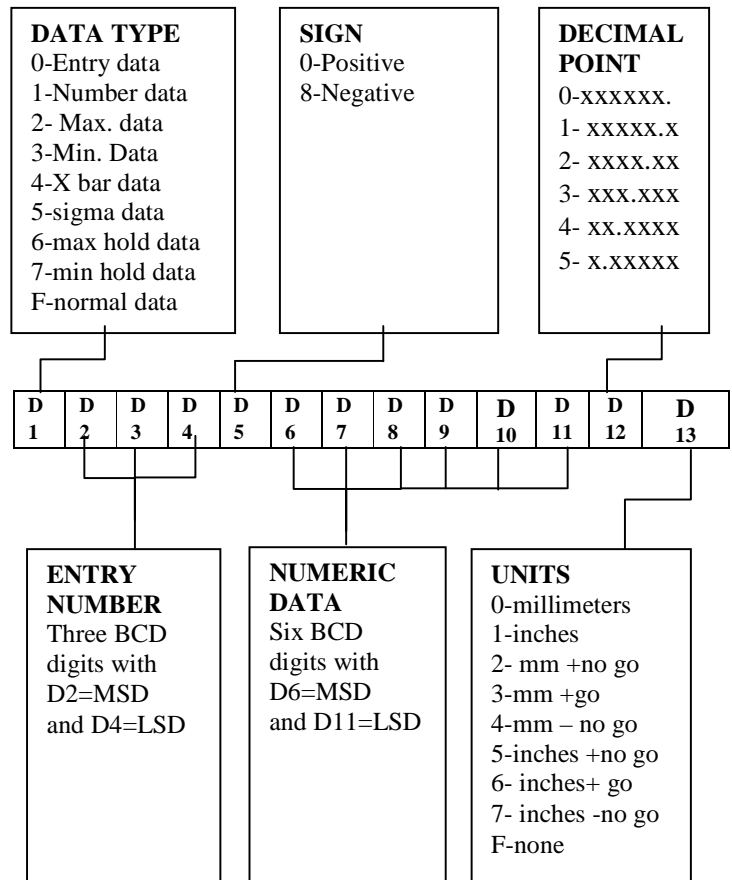 DATA TYPE
0-Entry data
1-Number data
2- Max. data
3-Min. Data
4-X bar data
5-sigma data
6-max hold data
7-min hold data
F-normal data
SIGN
0-Positive
8-Negative
DECIMAL
POINT
0-xxxxxx.
1- xxxxx.x
2- xxxx.xx
3- xxx.xxx
4- xx.xxxx
5- x.xxxxx
D D D D D D D D D D D D D
1 2 3 4 5 6 7 8 9 10 11 12 13
ENTRY
NUMBER
Three BCD
digits with
D2=MSD
and D4=LSD
NUMERIC
DATA
Six BCD
digits with
D6=MSD
and D11=LSD
UNITS
0-millimeters
1-inches
2- mm +no go
3-mm +go
4-mm – no go
5-inches +no go
6- inches+ go
7- inches -no go
F-none